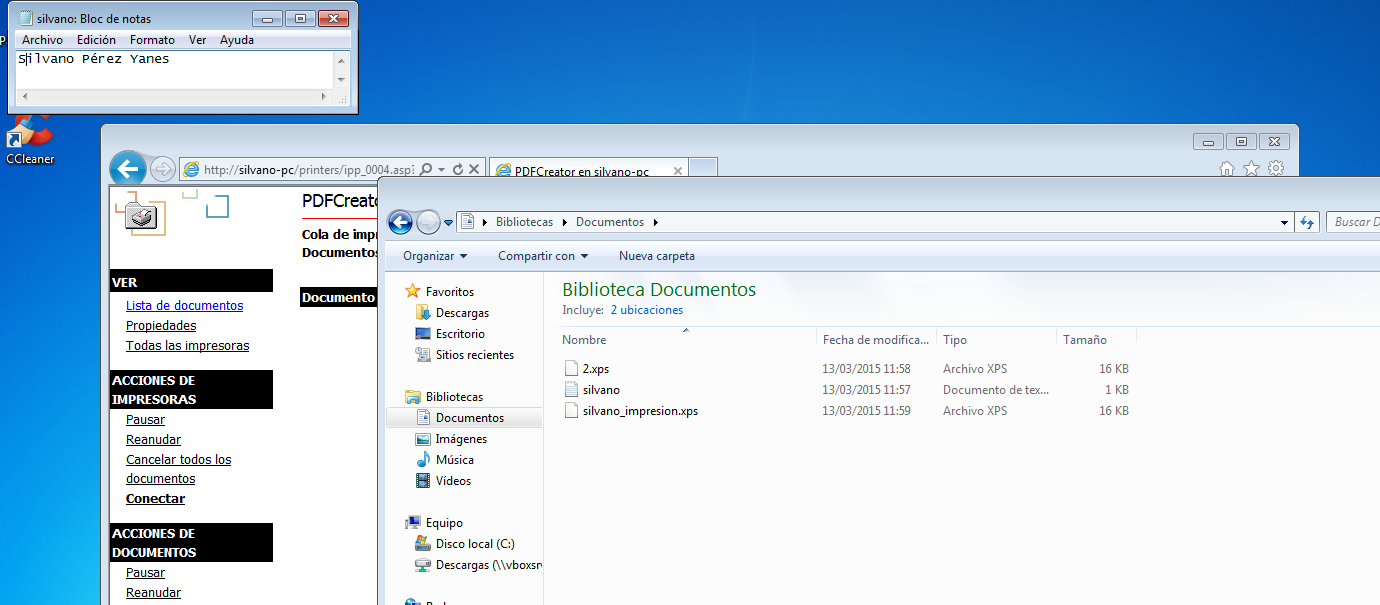 silvano: Bloc de notas
Archivo Edición Formato Ver Ayuda
Silvano Pérez Yanes
CCleaner
http://silvano-pc/printers/ipp_0004.asp
PDFCreator en silvano-pc
PDFCreato
Cola de impr
Documentos
Documento
VER
Lista de documentos
Propiedades
Todas las impresoras
ACCIONES DE
IMPRESORAS
Pausar
Reanudar
Cancelar todos los
documentos
Conectar
ACCIONES DE
DOCUMENTOS
Pausar
Reanudar
Bibliotecas Documentos
Buscar D
Organizar Compartir con Nueva carpeta
Favoritos
Descargas
Escritorio
Sitios recientes
Bibliotecas
Documentos
Imágenes
Música
Vídeos
Equipo
Disco local (C:)
Descargas (\\vboxsr
Biblioteca Documentos
Incluye: 2 ubicaciones
Nombre Fecha de modifica... Tipo Tamaño
2.xps 13/03/2015 11:58 Archivo XPS 16 KB
silvano 13/03/2015 11:57 Documento de tex... 1 KB
silvano_impresion.xps 13/03/2015 11:59 Archivo XPS 16 KB